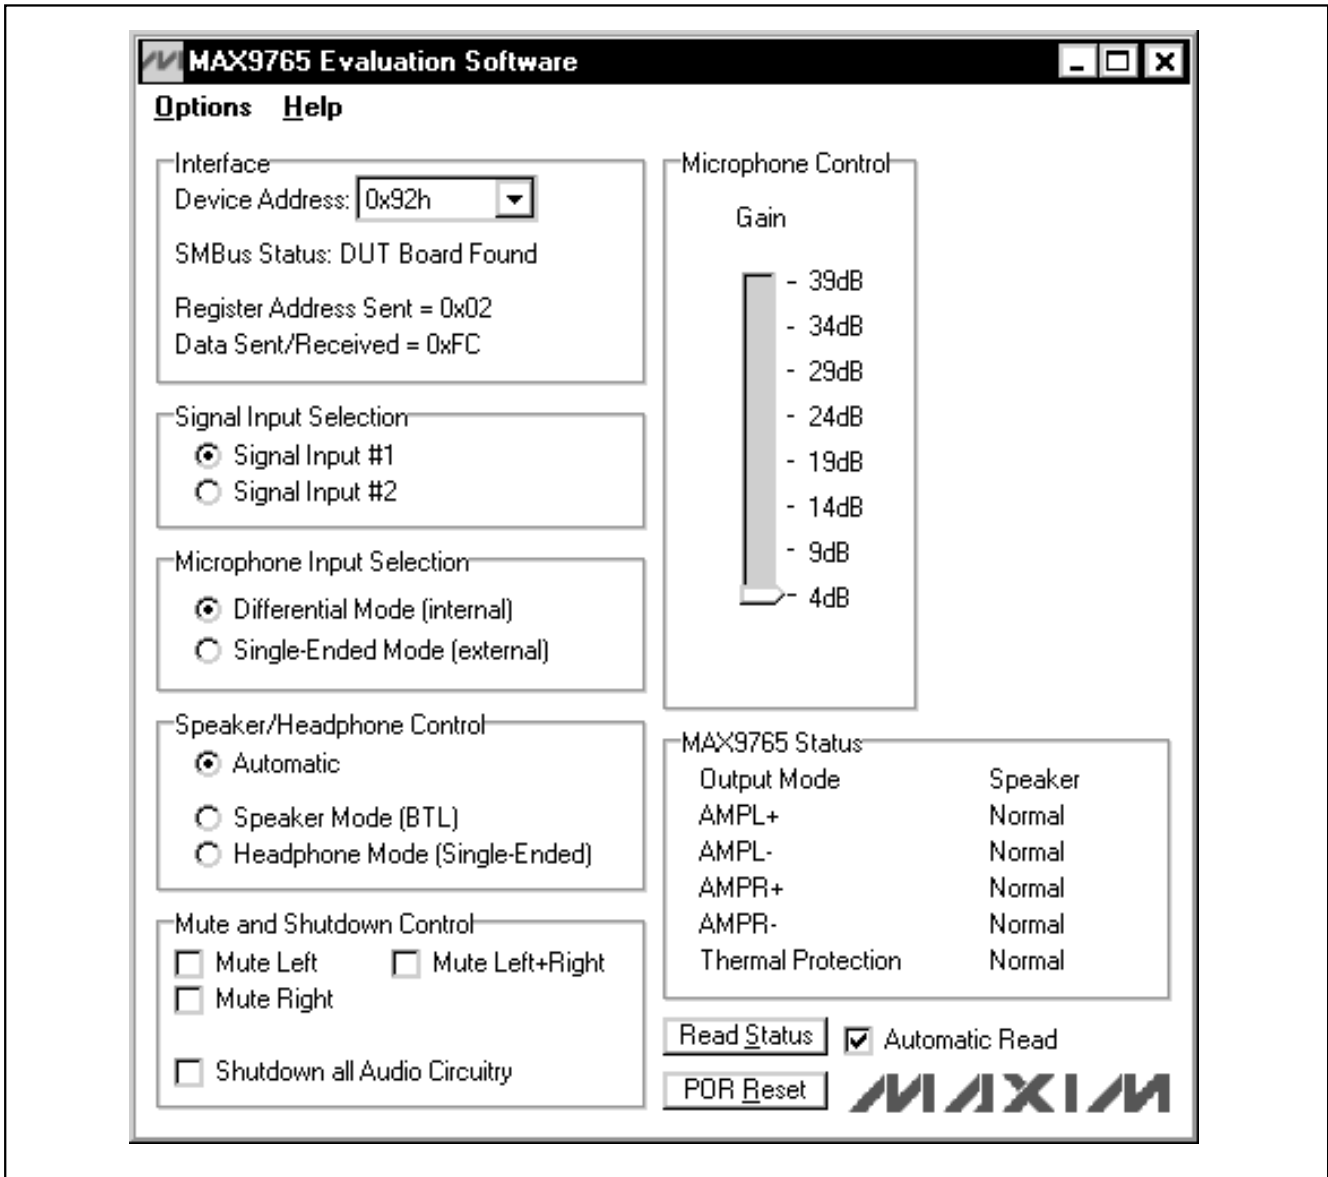 MAX9765 Evaluation Software
Options Help
Interface
Device Address: 0x92h
SMBus Status: DUT Board Found
Register Address Sent = 0x02
Data Sent/Received = 0xFC
Signal Input Selection
Signal Input #1
Signal Input #2
Microphone Input Selection
Differential Mode (internal)
Single-Ended Mode (external)
Speaker/Headphone Control
Automatic
Speaker Mode (BTL)
Headphone Mode (Single-Ended)
Mute and Shutdown Control
Mute Left Mute Left+Right
Mute Right
Shutdown all Audio Circuitry
Microphone Control
Gain
- 39dB
- 34dB
- 29dB
- 24dB
- 19dB
- 14dB
- 9dB
- 4dB
MAX9765 Status
Output Mode Speaker
AMPL+ Normal
AMPL- Normal
AMPR+ Normal
AMPR- Normal
Thermal Protection Normal
Read Status Automatic Read
POR Reset MAXIM